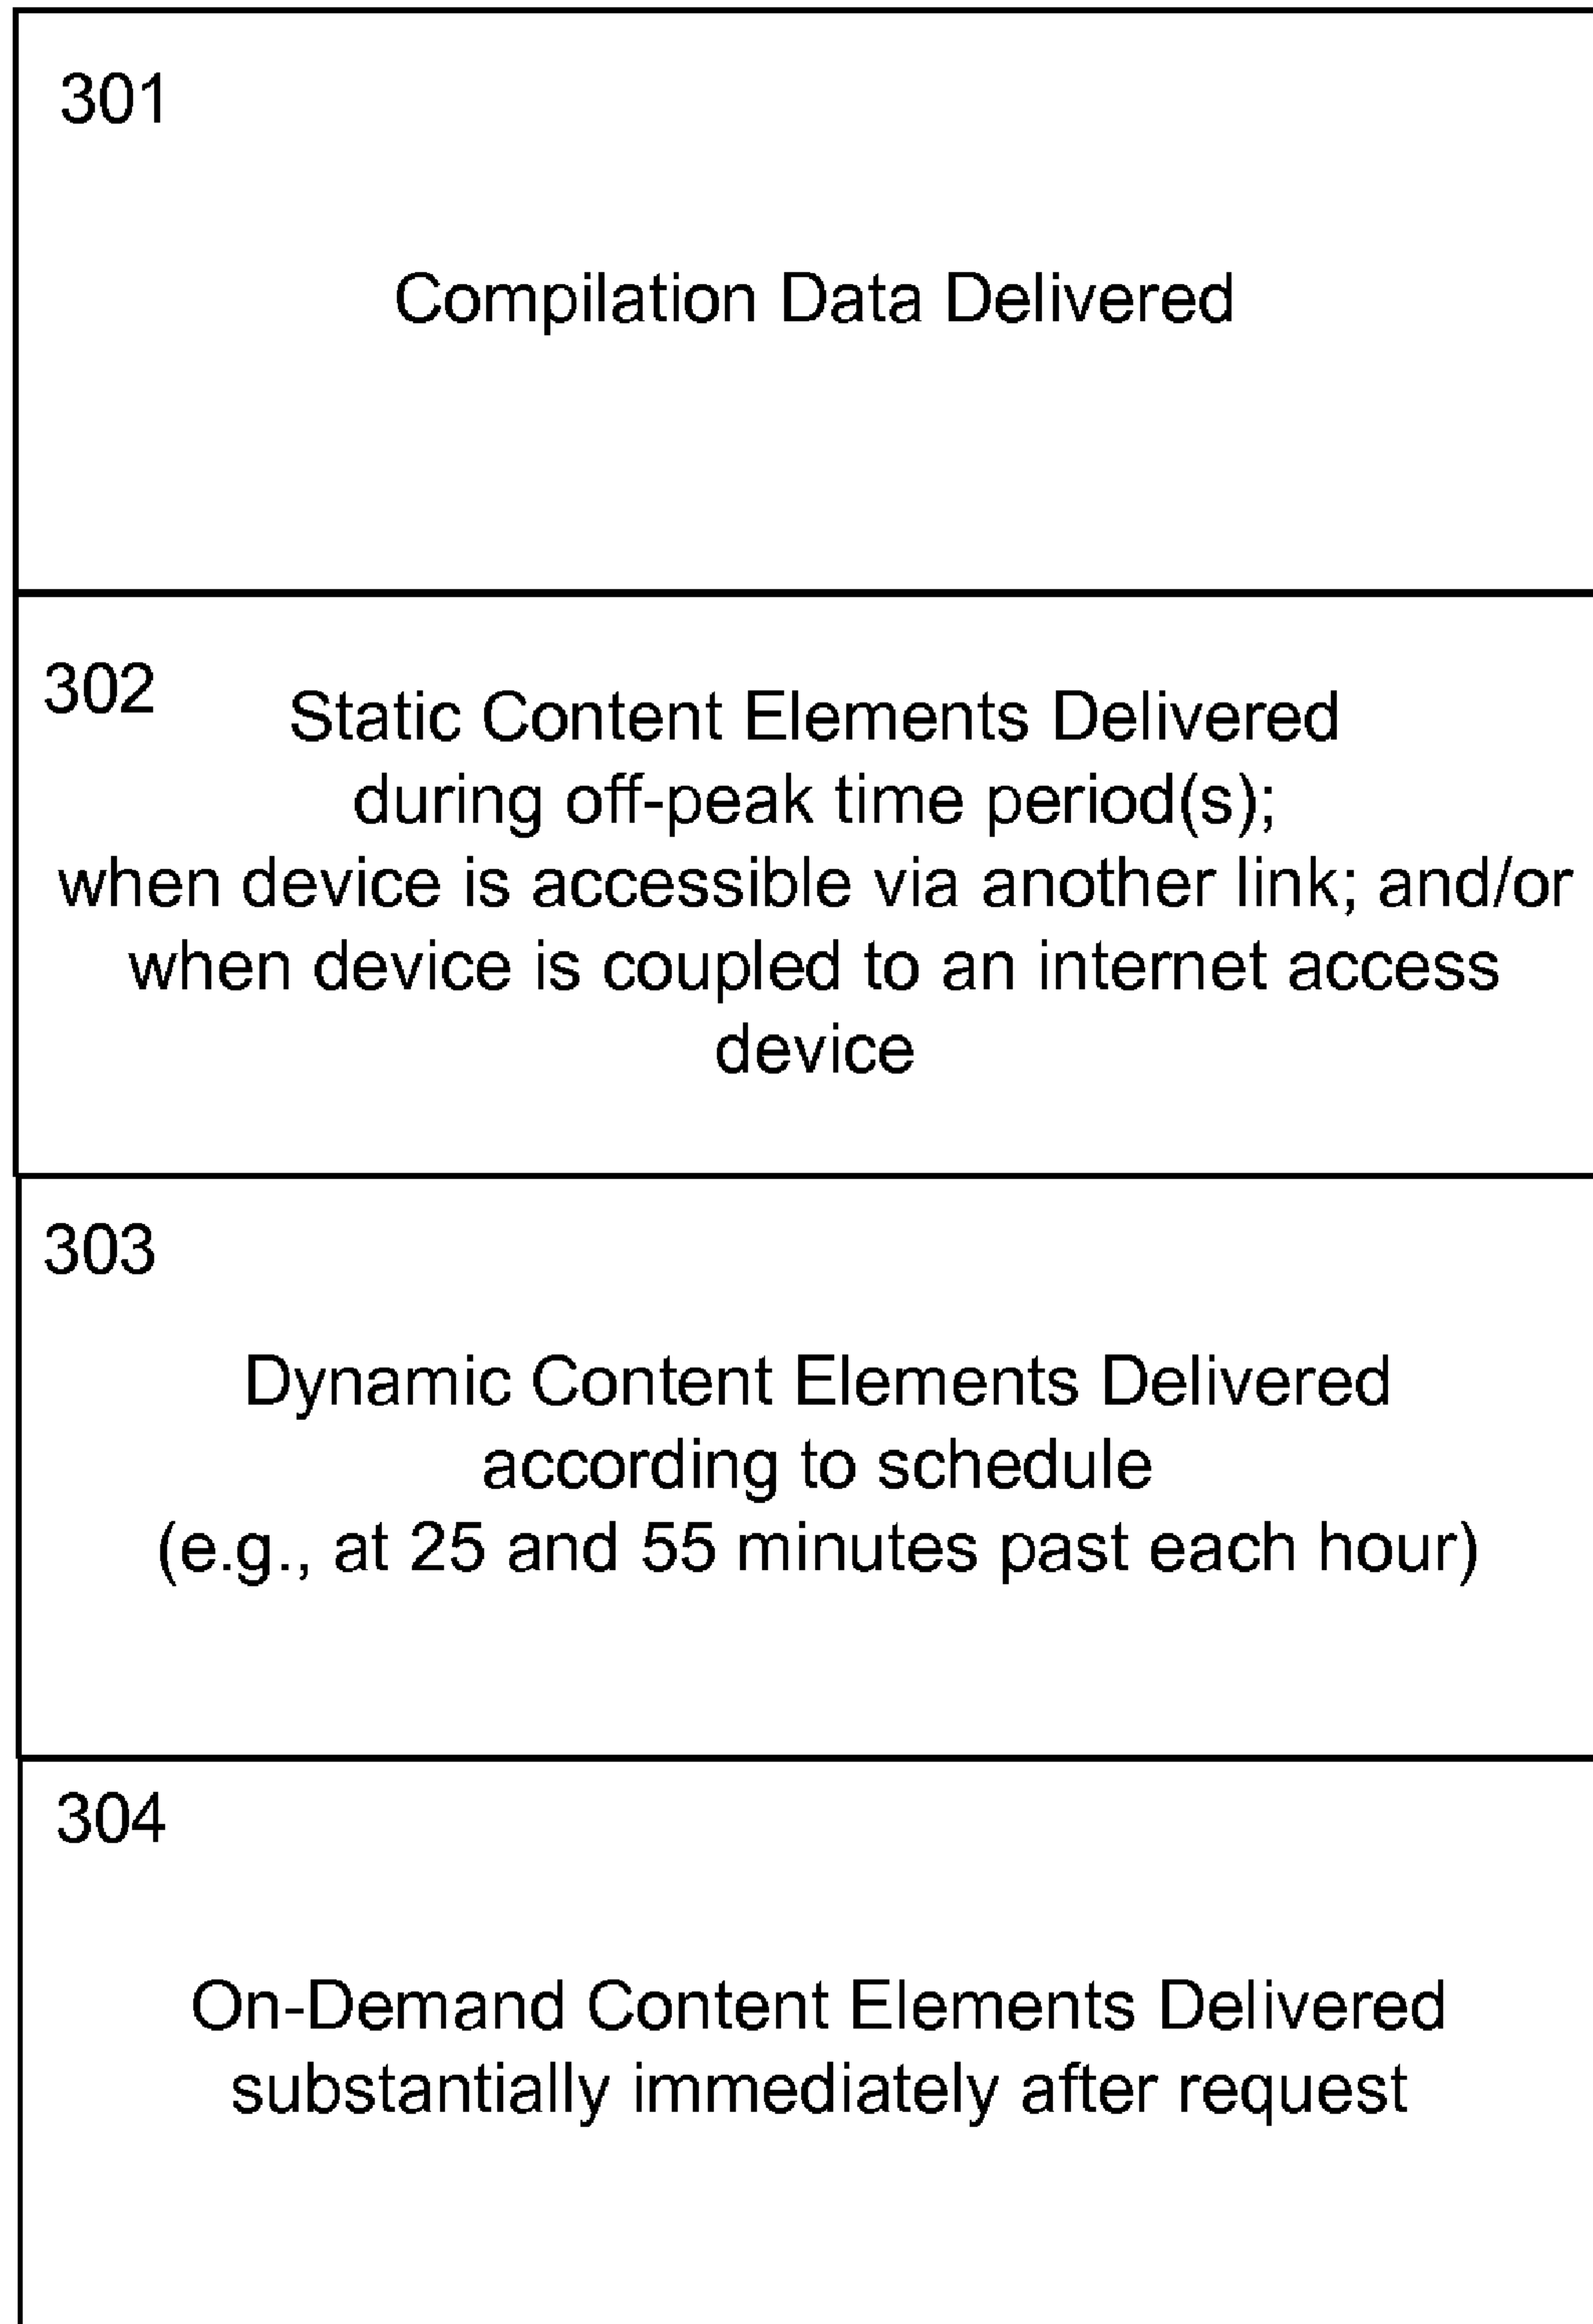 301
Compilation Data Delivered
302
Static Content Elements Delivered
during off-peak time period(s);
when device is accessible via another link; and/or
when device is coupled to an internet access
device
303
Dynamic Content Elements Delivered
according to schedule
(e.g., at 25 and 55 minutes past each hour)
304
On-Demand Content Elements Delivered
substantially immediately after request